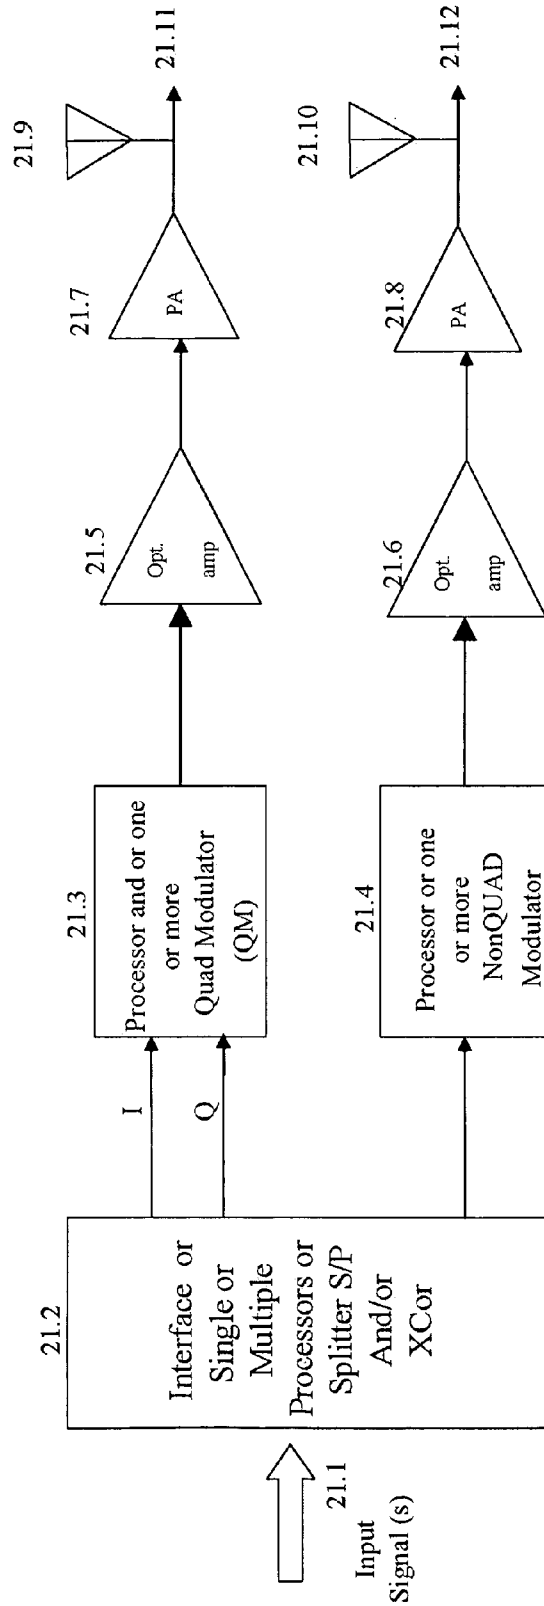 21.1
Input
Signal (s)
21.2
Interface or
Single or
Multiple
Processors or
Splitter S/P
And/or
XCor
I
Q
21.3
Processor and or one
or more
Quad Modulator
(QM)
21.5
Opt.
amp
21.7
PA
21.9
21.11
21.4
Processor or one
or more
NonQUAD
Modulator
21.6
Opt.
amp
21.8
PA
21.10
21.12